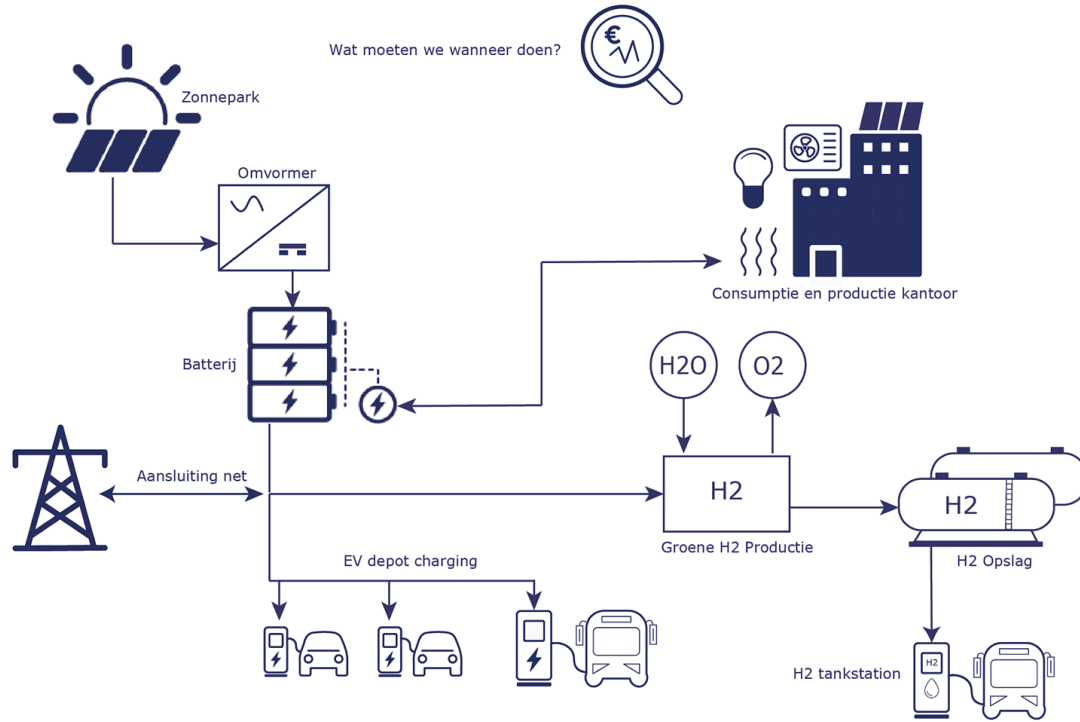 Wat moeten we wanneer doen?
€
Zonnepark
Omvormer
Consumptie en productie kantoor
Batterij
H2O
O2
Aansluiting net
H2
H2
Groene H2 Productie
H2 Opslag
EV depot charging
H2
H2 tankstation